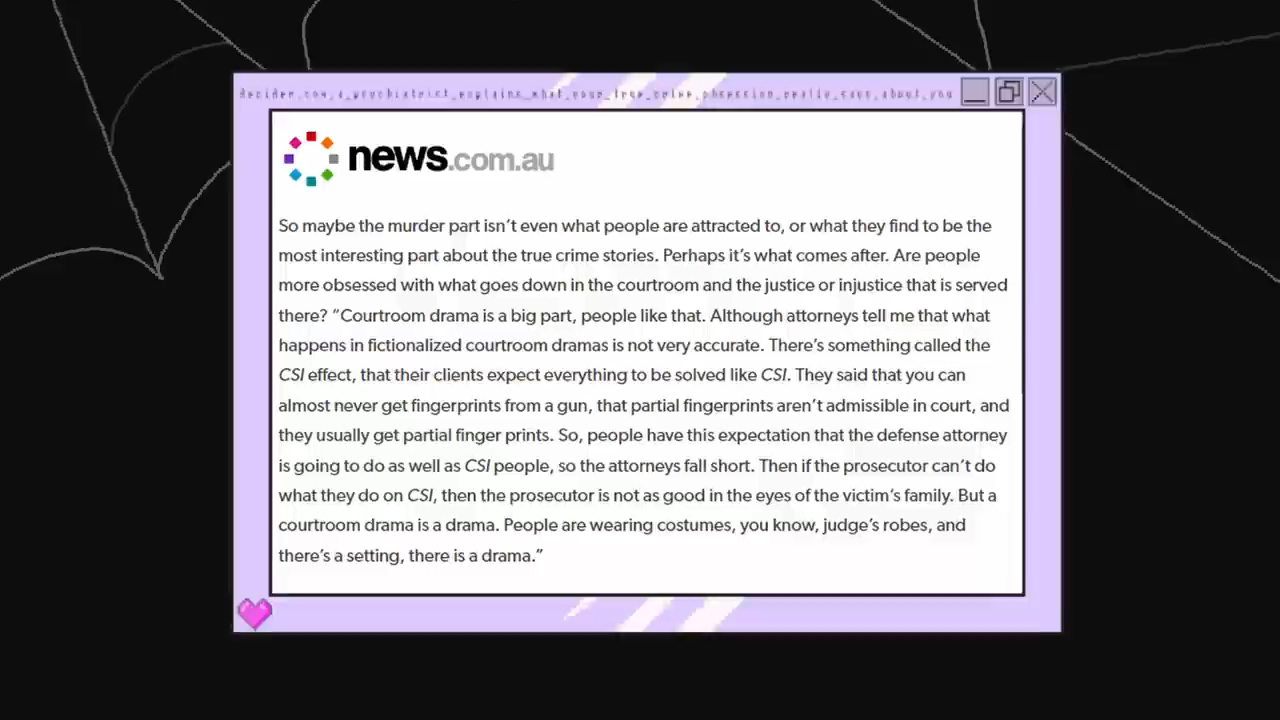 decider.com.a_psychiatrist_explains_what_your_true_crime_obsession_really_says_about_you
news.com.au
So maybe the murder part isn’t even what people are attracted to, or what they find to be the
most interesting part about the true crime stories. Perhaps it’s what comes after. Are people
more obsessed with what goes down in the courtroom and the justice or injustice that is served
there? “Courtroom drama is a big part, people like that. Although attorneys tell me that what
happens in fictionalized courtroom dramas is not very accurate. There’s something called the
CSI effect, that their clients expect everything to be solved like CSI. They said that you can
almost never get fingerprints from a gun, that partial fingerprints aren’t admissible in court, and
they usually get partial finger prints. So, people have this expectation that the defense attorney
is going to do as well as CSI people, so the attorneys fall short. Then if the prosecutor can’t do
what they do on CSI, then the prosecutor is not as good in the eyes of the victim’s family. But a
courtroom drama is a drama. People are wearing costumes, you know, judge’s robes, and
there’s a setting, there is a drama.”